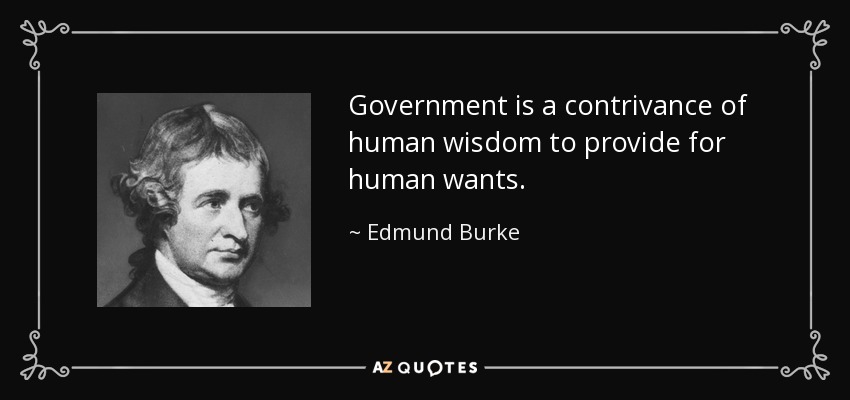 Government is a contrivance of
human wisdom to provide for
human wants.
~ Edmund Burke
AZ QUOTES